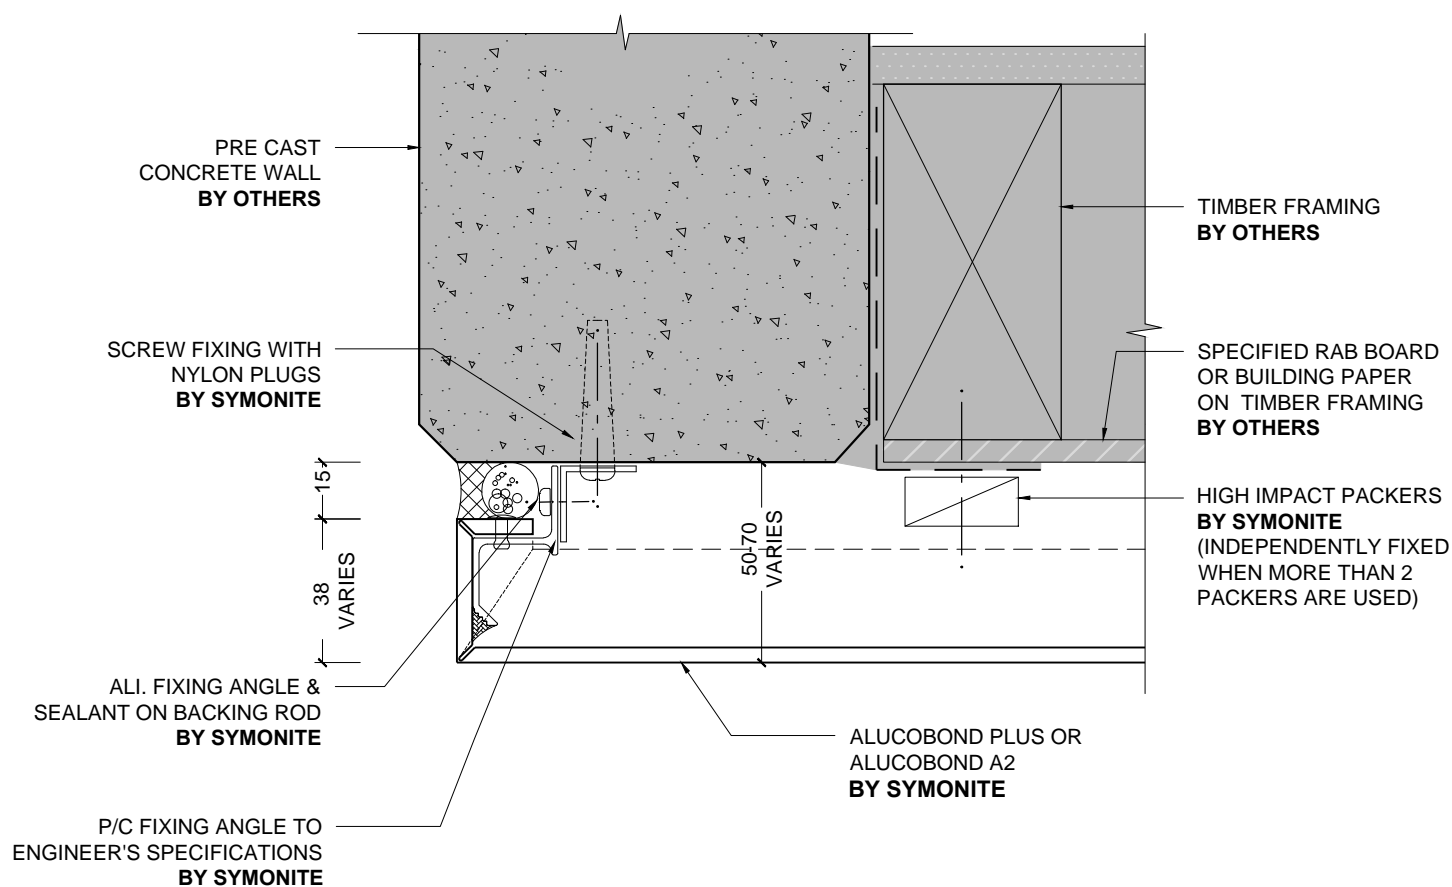 PRE CAST
CONCRETE WALL
BY OTHERS
SCREW FIXING WITH
NYLON PLUGS
BY SYMONITE
15
38
VARIES
ALI. FIXING ANGLE &
SEALANT ON BACKING ROD
BY SYMONITE
P/C FIXING ANGLE TO
ENGINEER'S SPECIFICATIONS
BY SYMONITE
50-70
VARIES
TIMBER FRAMING
BY OTHERS
SPECIFIED RAB BOARD
OR BUILDING PAPER
ON TIMBER FRAMING
BY OTHERS
HIGH IMPACT PACKERS
BY SYMONITE
(INDEPENDENTLY FIXED
WHEN MORE THAN 2
PACKERS ARE USED)
ALUCOBOND PLUS OR
ALUCOBOND A2
BY SYMONITE